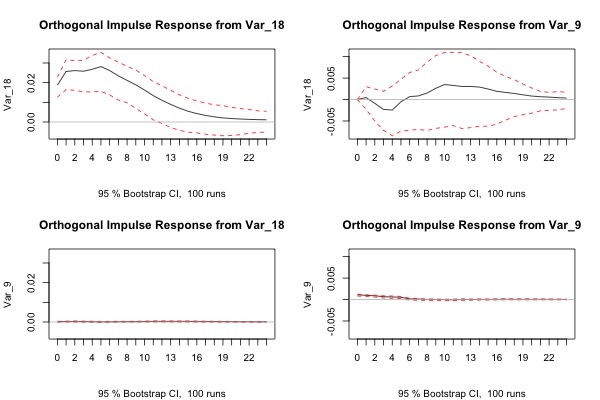 Orthogonal Impulse Response from Var_18
Var_18
0.02
0.00
0 2 4 6 8 10 13 16 19 22
95 % Bootstrap CI, 100 runs
Orthogonal Impulse Response from Var_9
Var_18
0.005
-0.005
0 2 4 6 8 10 13 16 19 22
95 % Bootstrap CI, 100 runs
Orthogonal Impulse Response from Var_18
Var_9
0.02
0.00
0 2 4 6 8 10 13 16 19 22
95 % Bootstrap CI, 100 runs
Orthogonal Impulse Response from Var_9
Var_9
0.005
-0.005
0 2 4 6 8 10 13 16 19 22
95 % Bootstrap CI, 100 runs